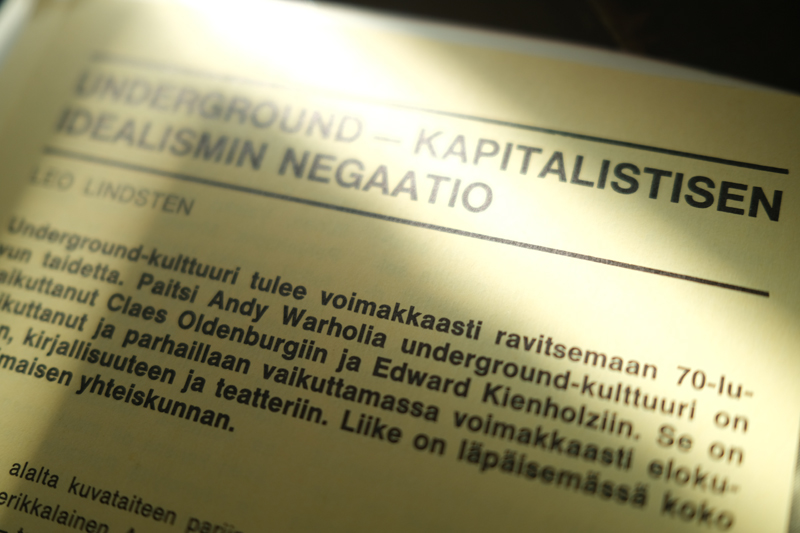 UNDERGROUND – KAPITALISTISEN
IDEALISMIN NEGAATIO
LEO LINDSTEN
Underground-kulttuuri tulee voimakkaasti ravitsemaan 70-lu-
vun taidetta. Paitsi Andy Warholia underground-kulttuuri on
vaikuttanut Claes Oldenburgiin ja Edward Kienholziin. Se on
vaikuttanut ja parhaillaan vaikuttamassa voimakkaasti eloku-
n, kirjallisuuteen ja teatteriin. Liike on läpäisemässä koko
maisen yhteiskunnan.
alalta kuvataiteen
erikkalainen